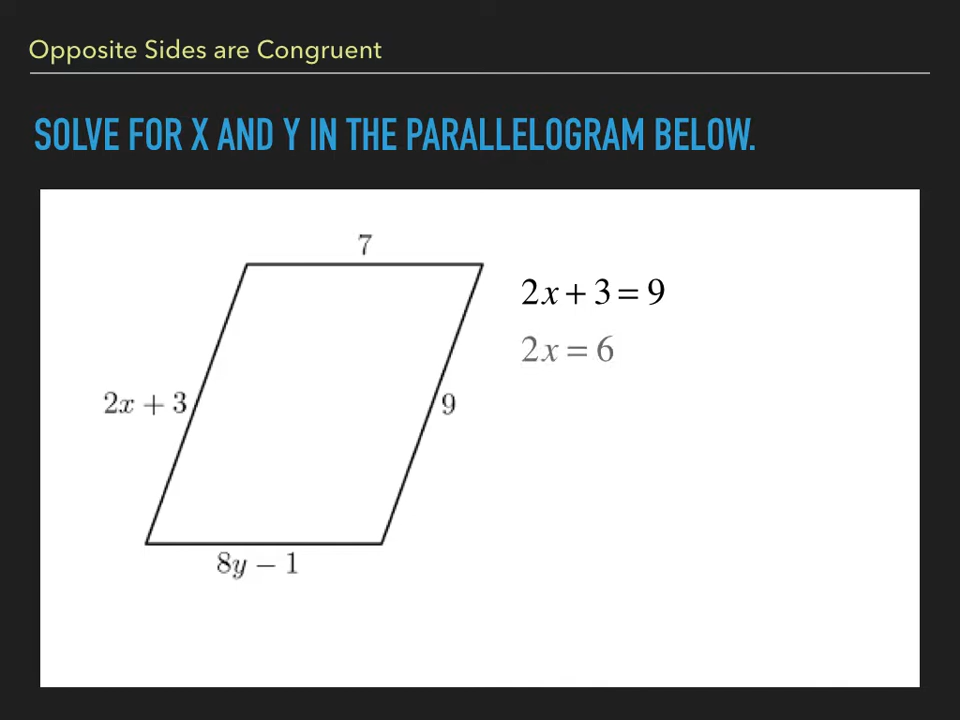 Opposite Sides are Congruent
SOLVE FOR X AND Y IN THE PARALLELOGRAM BELOW.
7
2x + 3 = 9
2x = 6
2x + 3
9
8y − 1